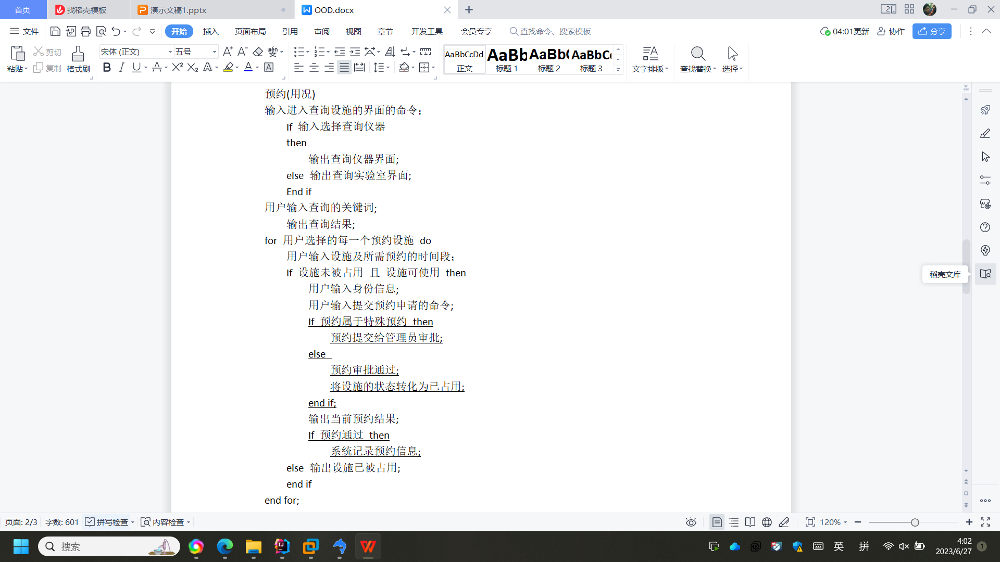 首页 找稻壳模板 演示文稿1.pptx OOD.docx
文件 开始 插入 页面布局 引用 审阅 视图 章节 开发工具 会员专享 查找命令、搜索模板 04:01更新 协作 分享
粘贴 剪切 复制 格式刷 宋体 (正文) 五号 AaBbCcDd 正文 标题 1 标题 2 标题 3 文字排版 查找替换 选择
预约(用况)
输入进入查询设施的界面的命令;
If 输入选择查询仪器
then
输出查询仪器界面;
else 输出查询实验室界面;
End if
用户输入查询的关键词;
输出查询结果;
for 用户选择的每一个预约设施 do
用户输入设施及所需预约的时间段;
If 设施未被占用 且 设施可使用 then
用户输入身份信息;
用户输入提交预约申请的命令;
If 预约属于特殊预约 then
预约提交给管理员审批;
else
预约审批通过;
将设施的状态转化为已占用;
end if;
输出当前预约结果;
If 预约通过 then
系统记录预约信息;
else 输出设施已被占用;
end if
end for;
稻壳文库
页面: 2/3 字数: 601 拼写检查 内容检查 120%
搜索 英 拼 4:02
2023/6/27 1